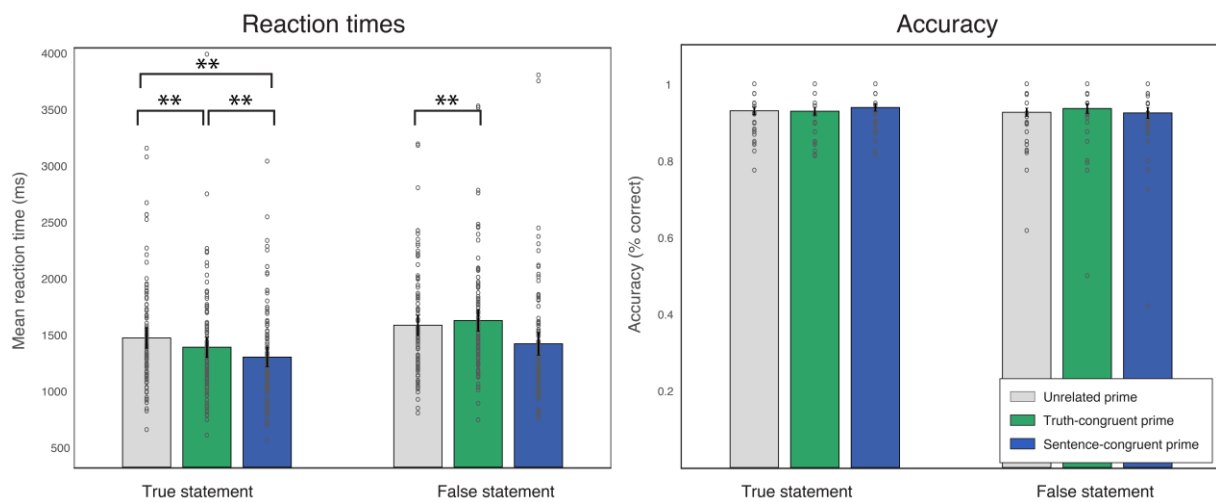 Reaction times
Mean reaction time (ms)
4000
3500
3000
2500
2000
1500
1000
500
**
**
**
**
True statement
False statement
Accuracy
Accuracy (% correct)
1
0.8
0.6
0.4
0.2
Unrelated prime
Truth-congruent prime
Sentence-congruent prime
True statement
False statement